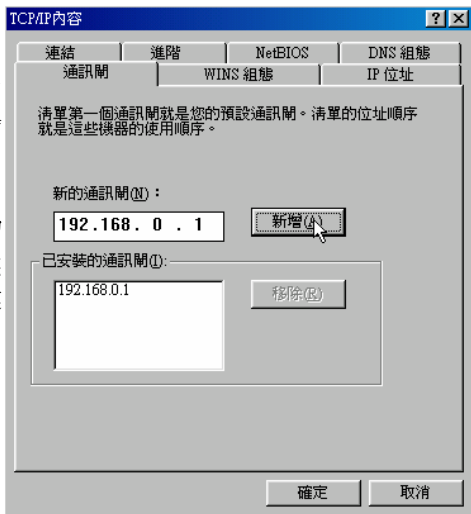 TCP/IP內容
連結 進階 NetBIOS DNS 組態
通訊閘 WINS 組態 IP 位址
清單第一個通訊閘就是您的預設通訊閘。清單的位址順序
就是這些機器的使用順序。
新的通訊閘(N)：
192.168. 0 . 1 新增(A)
已安裝的通訊閘(I):
192.168.0.1 移除(R)
確定 取消